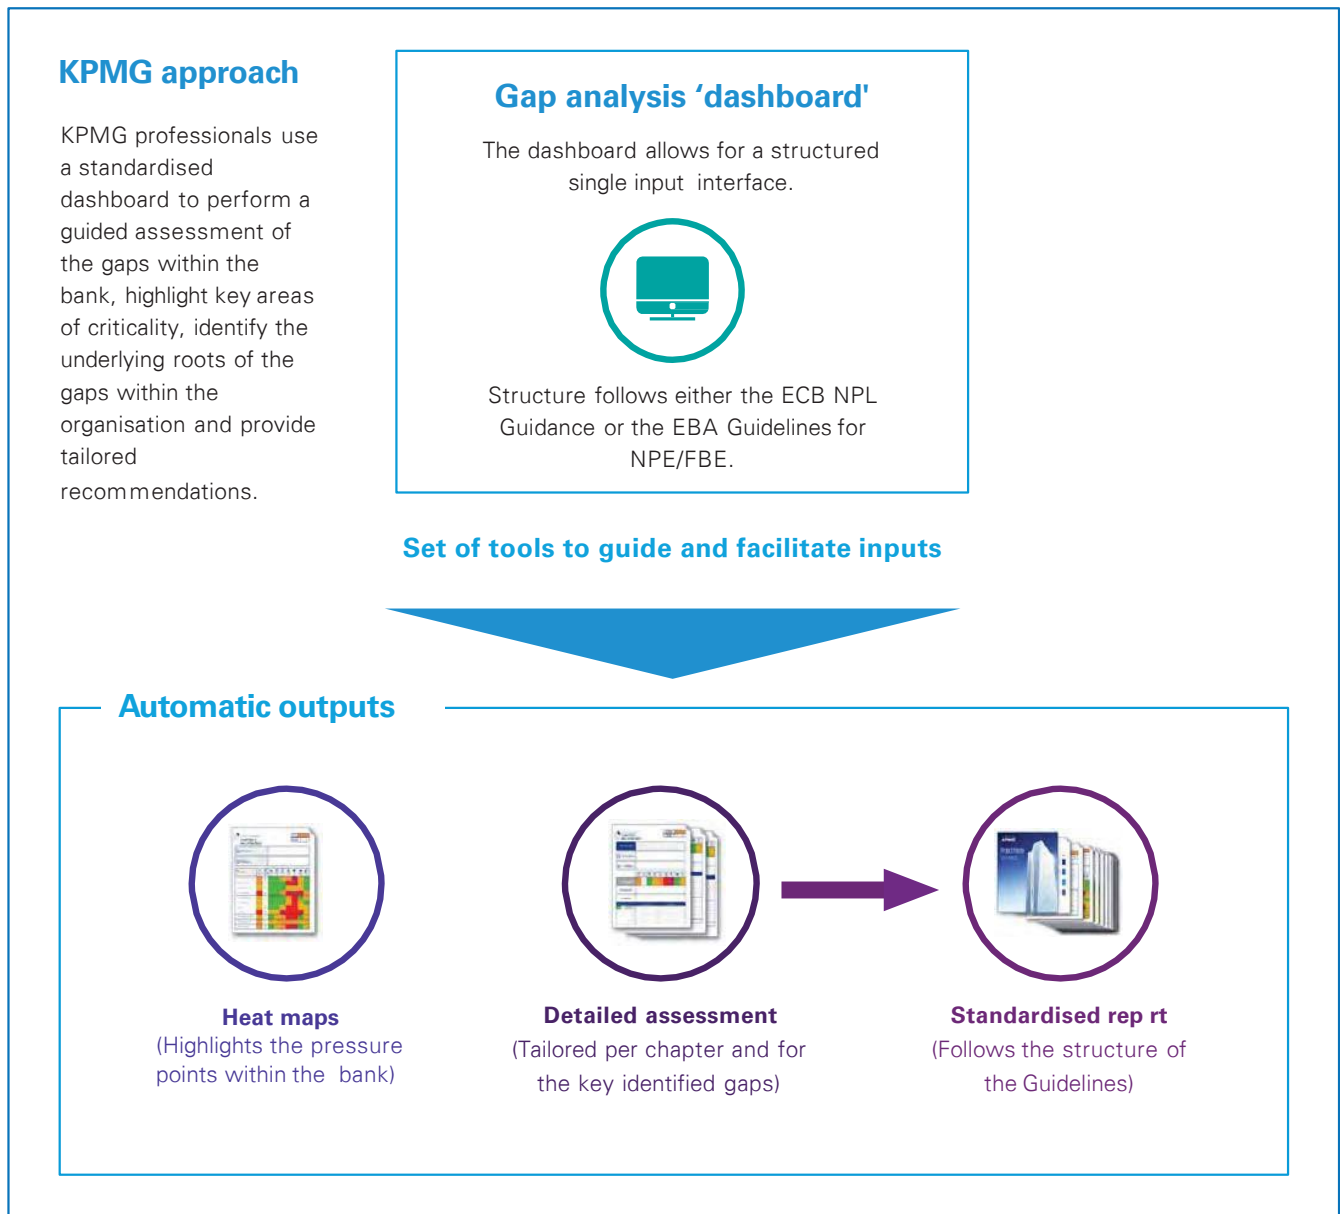 KPMG approach
KPMG professionals use
a standardised
dashboard to perform a
guided assessment of
the gaps within the
bank, highlight key areas
of criticality, identify the
underlying roots of the
gaps within the
organisation and provide
tailored
recommendations.
Gap analysis ‘dashboard'
The dashboard allows for a structured
single input interface.
Structure follows either the ECB NPL
Guidance or the EBA Guidelines for
NPE/FBE.
Set of tools to guide and facilitate inputs
Automatic outputs
Heat maps
(Highlights the pressure
points within the bank)
Detailed assessment
(Tailored per chapter and for
the key identified gaps)
Standardised rep rt
(Follows the structure of
the Guidelines)